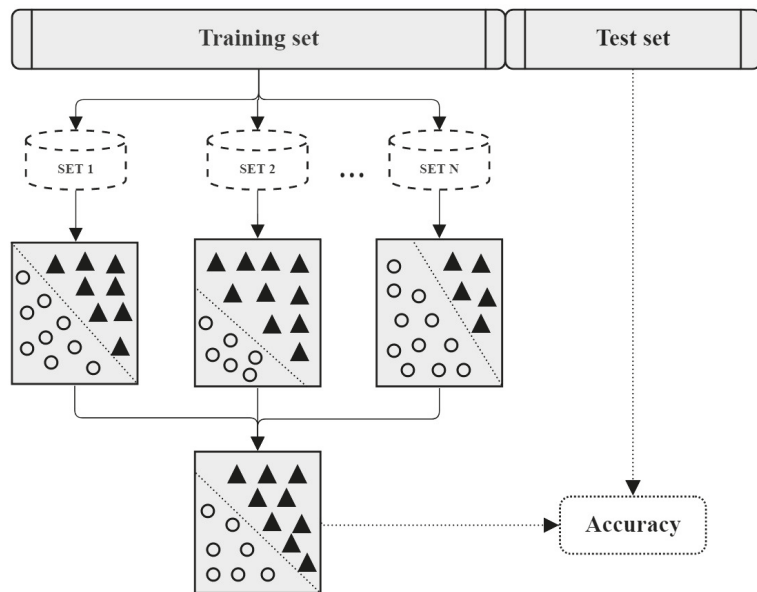 Training set
Test set
SET 1
SET 2
...
SET N
Accuracy